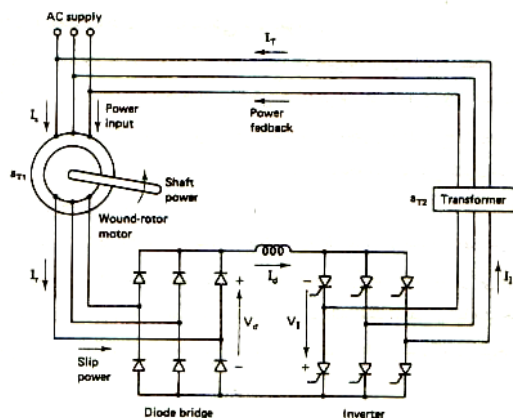 AC supply
I_T
I_s
Power
input
Power
fedback
a_T1
Shaft
power
a_T2
Transformer
Wound-rotor
motor
I_r
I_d
I_I
+
−
V_d
V_I
−
+
Slip
power
Diode bridge
Inverter